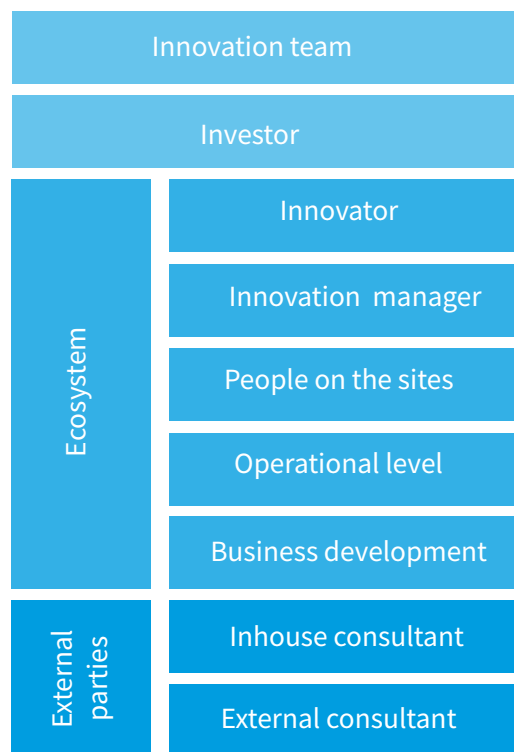 Innovation team
Investor
Ecosystem
Innovator
Innovation manager
People on the sites
Operational level
Business development
External
parties
Inhouse consultant
External consultant